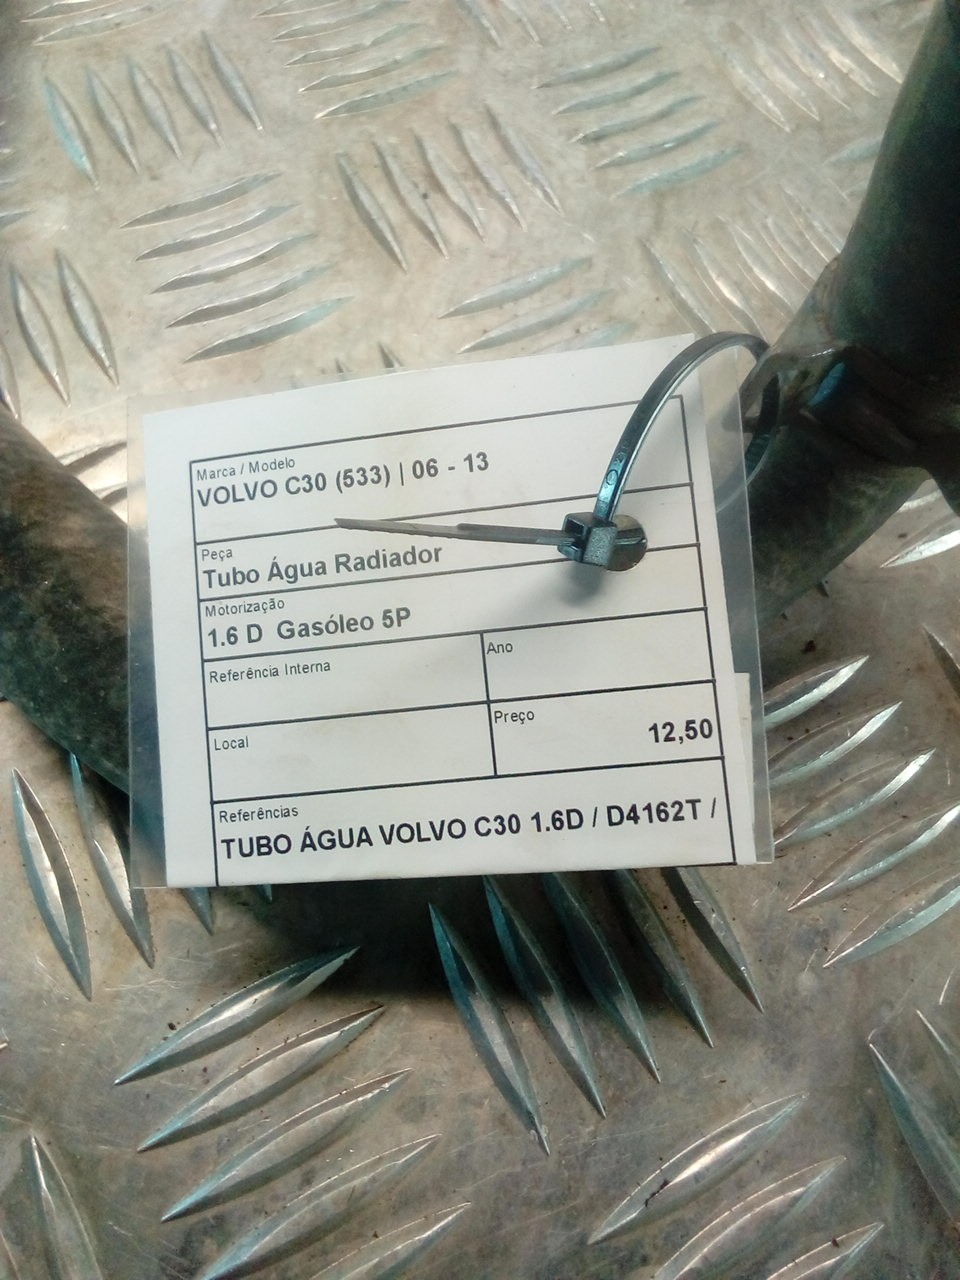 Marca / Modelo
VOLVO C30 (533) | 06 - 13
Peça
Tubo Água Radiador
Motorização
1.6 D  Gasóleo 5P
Referência Interna
Ano
Local
Preço
12,50
Referências
TUBO ÁGUA VOLVO C30 1.6D / D4162T /